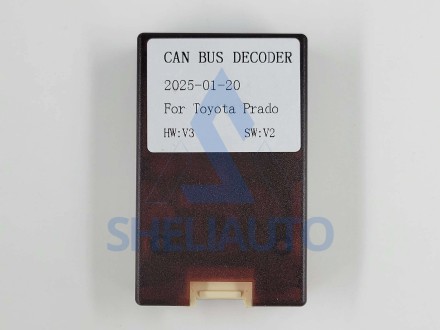 CAN BUS DECODER
2025-01-20
For Toyota Prado
HW:V3 SW:V2
SHELIAUTO